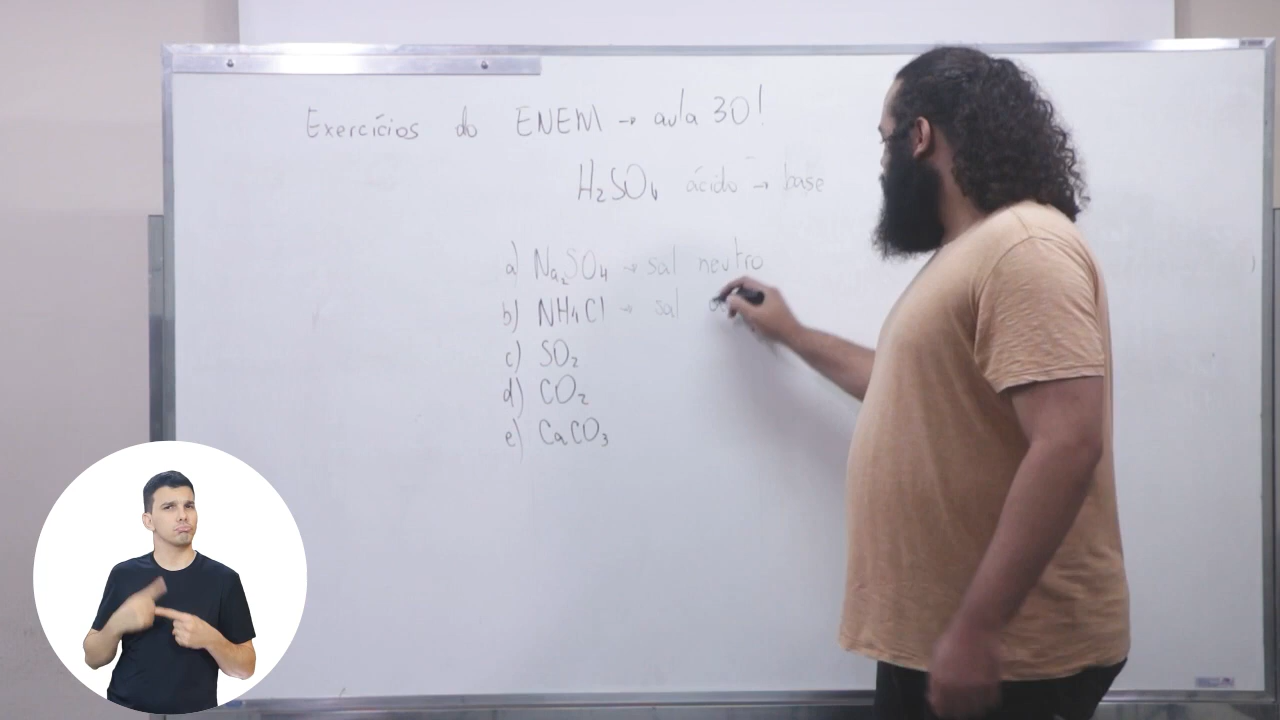 Exercícios do ENEM → aula 30!
H₂SO₄ ácido → base
a) Na₂SO₄ → sal neutro
b) NH₄Cl → sal
c) SO₂
d) CO₂
e) CaCO₃